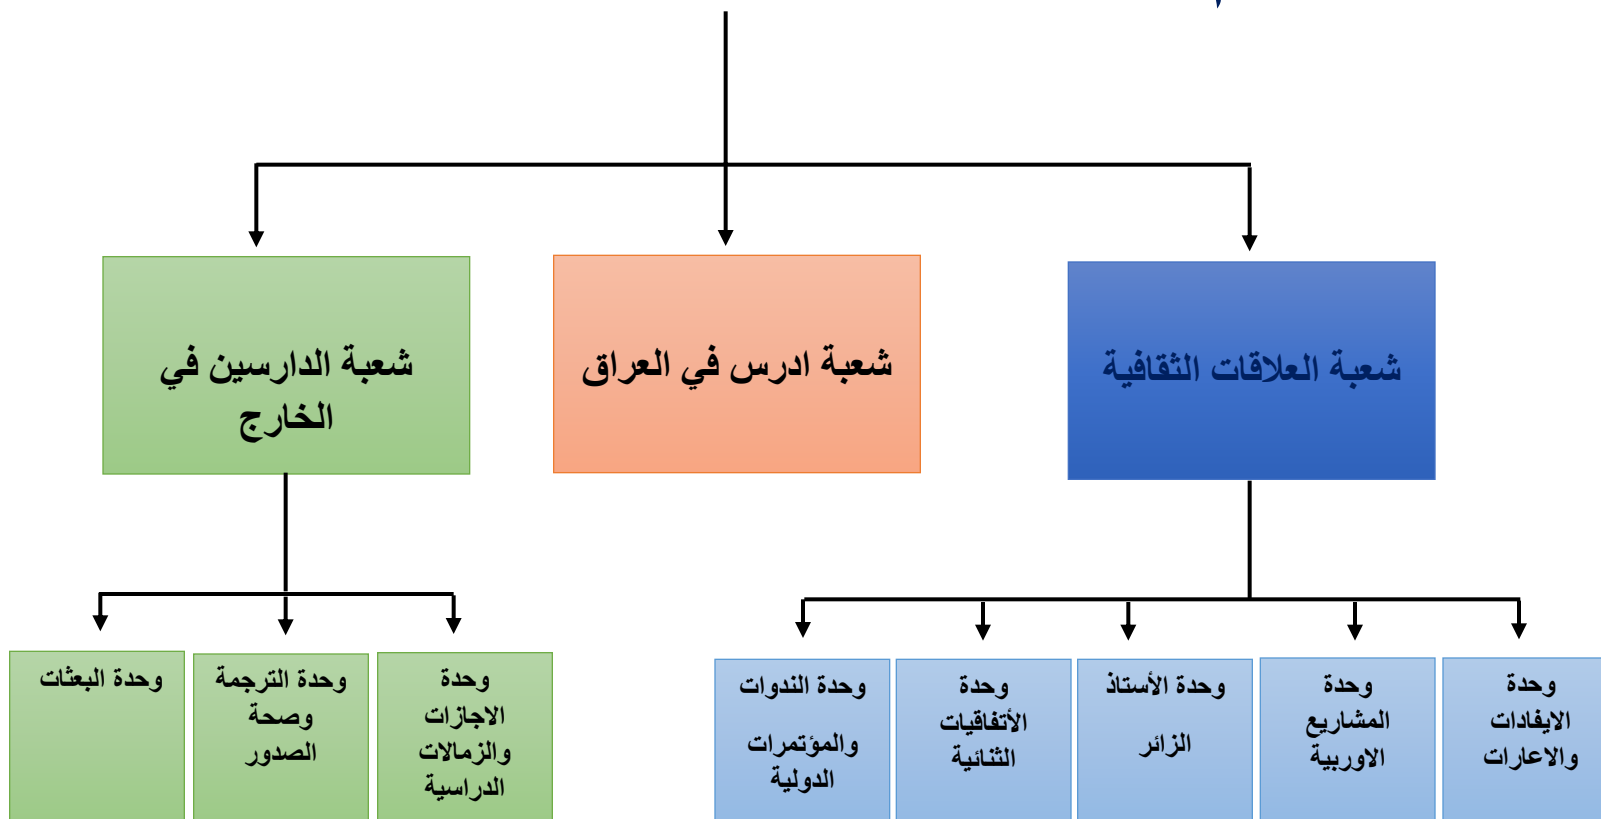 شعبة العلاقات الثقافية
شعبة ادرس في العراق
شعبة الدارسين في
الخارج
وحدة
الايفادات
والاعارات
وحدة
المشاريع
الاوربية
وحدة الأستاذ
الزائر
وحدة
الأتفاقيات
الثنائية
وحدة الندوات
والمؤتمرات
الدولية
وحدة
الاجازات
والزمالات
الدراسية
وحدة الترجمة
وصحة
الصدور
وحدة البعثات